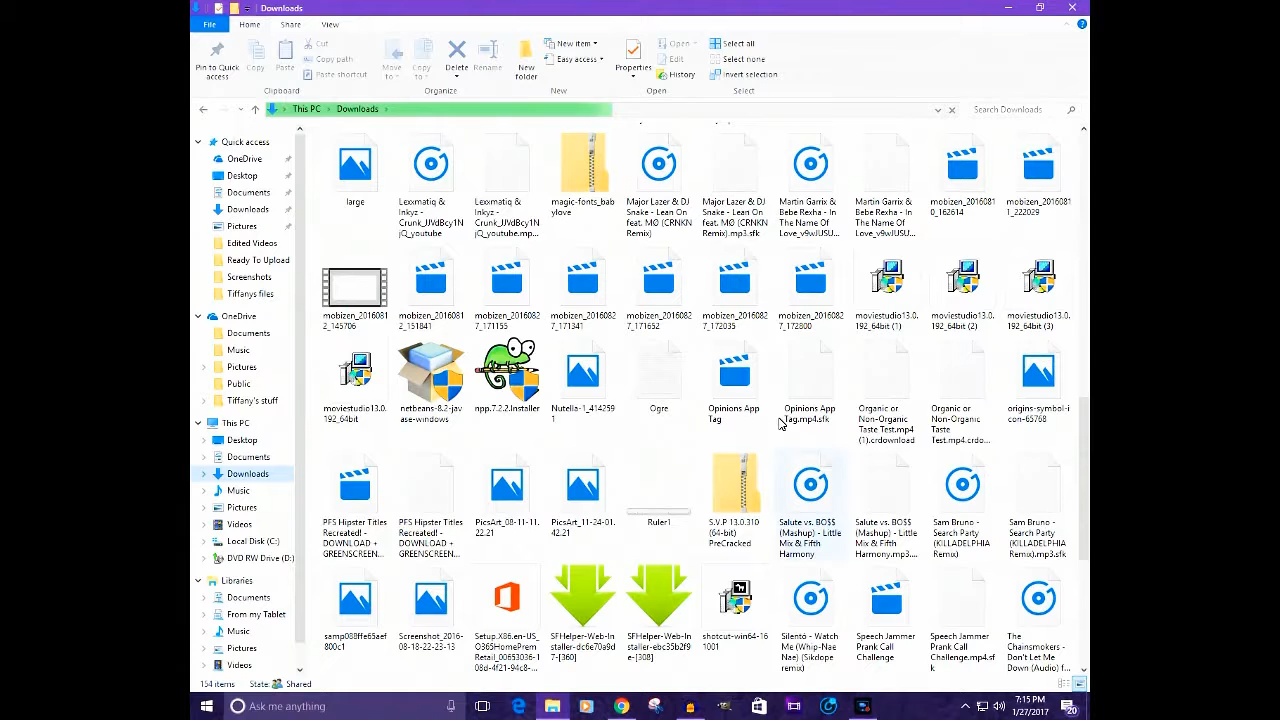 Downloads
File Home Share View
Pin to Quick access
Copy
Paste
Cut
Copy path
Paste shortcut
Clipboard
Move to
Copy to
Delete
Rename
Organize
New folder
New item
Easy access
New
Properties
Open
Edit
History
Open
Select all
Select none
Invert selection
Select
This PC > Downloads >
Search Downloads
Quick access
OneDrive
Desktop
Documents
Downloads
Pictures
Edited Videos
Ready To Upload
Screenshots
Tiffanys files
OneDrive
Documents
Music
Pictures
Public
Tiffany's stuff
This PC
Desktop
Documents
Downloads
Music
Pictures
Videos
Local Disk (C:)
DVD RW Drive (D:)
Libraries
Documents
From my Tablet
Music
Pictures
Videos
large
Lexxmatiq & Inkyz - Crunk_JJVdBcy1NjQ_youtube
Lexxmatiq & Inkyz - Crunk_JJVdBcy1NjQ_youtube.mp...
magic-fonts_babylove
Major Lazer & DJ Snake - Lean On feat. MØ (CRNKN Remix)
Major Lazer & DJ Snake - Lean On feat. MØ (CRNKN Remix).mp3.sfk
Martin Garrix & Bebe Rexha - In The Name Of Love_v9wJUSU...
Martin Garrix & Bebe Rexha - In The Name Of Love_v9wJUSU...
mobizen_20160810_162614
mobizen_20160811_222029
mobizen_20160812_145706
mobizen_20160812_151841
mobizen_20160827_171155
mobizen_20160827_171341
mobizen_20160827_171652
mobizen_20160827_172035
mobizen_20160827_172800
moviestudio13.0.192_64bit (1)
moviestudio13.0.192_64bit (2)
moviestudio13.0.192_64bit (3)
moviestudio13.0.192_64bit
netbeans-8.2-javase-windows
npp.7.2.2.Installer
Nutella-1_4142591
Ogre
Opinions App Tag
Opinions App Tag.mp4.sfk
Organic or Non-Organic Taste Test.mp4 (1).crdownload
Organic or Non-Organic Taste Test.mp4.crdo...
origins-symbol-icon-65768
PFS Hipster Titles Recreated! - DOWNLOAD + GREENSCREEN...
PFS Hipster Titles Recreated! - DOWNLOAD + GREENSCREEN...
PicsArt_08-11-11.22.21
PicsArt_11-24-01.42.21
Ruler1
S.V.P 13.0.310 (64-bit) PreCracked
Salute vs. BO$$ (Mashup) - Little Mix & Fifth Harmony
Salute vs. BO$$ (Mashup) - Little Mix & Fifth Harmony.mp3....
Sam Bruno - Search Party (KILLADELPHIA Remix)
Sam Bruno - Search Party (KILLADELPHIA Remix).mp3.sfk
samp088ffe65aef800c1
Screenshot_2016-08-18-22-23-13
Setup.X86.en-US_O365HomePremRetail_00653036-108d-4f21-94c8-...
SFHelper-Web-Installer-dc6e70a9d7-[360]
SFHelper-Web-Installer-ebc35b2f9e-[308]
shotcut-win64-161001
Silentó - Watch Me (Whip-Nae Nae) (Sikdope remix)
Speech Jammer Prank Call Challenge
Speech Jammer Prank Call Challenge.mp4.sfk
The Chainsmokers - Don't Let Me Down (Audio) f...
154 items State: Shared
Ask me anything
7:15 PM
1/27/2017
20